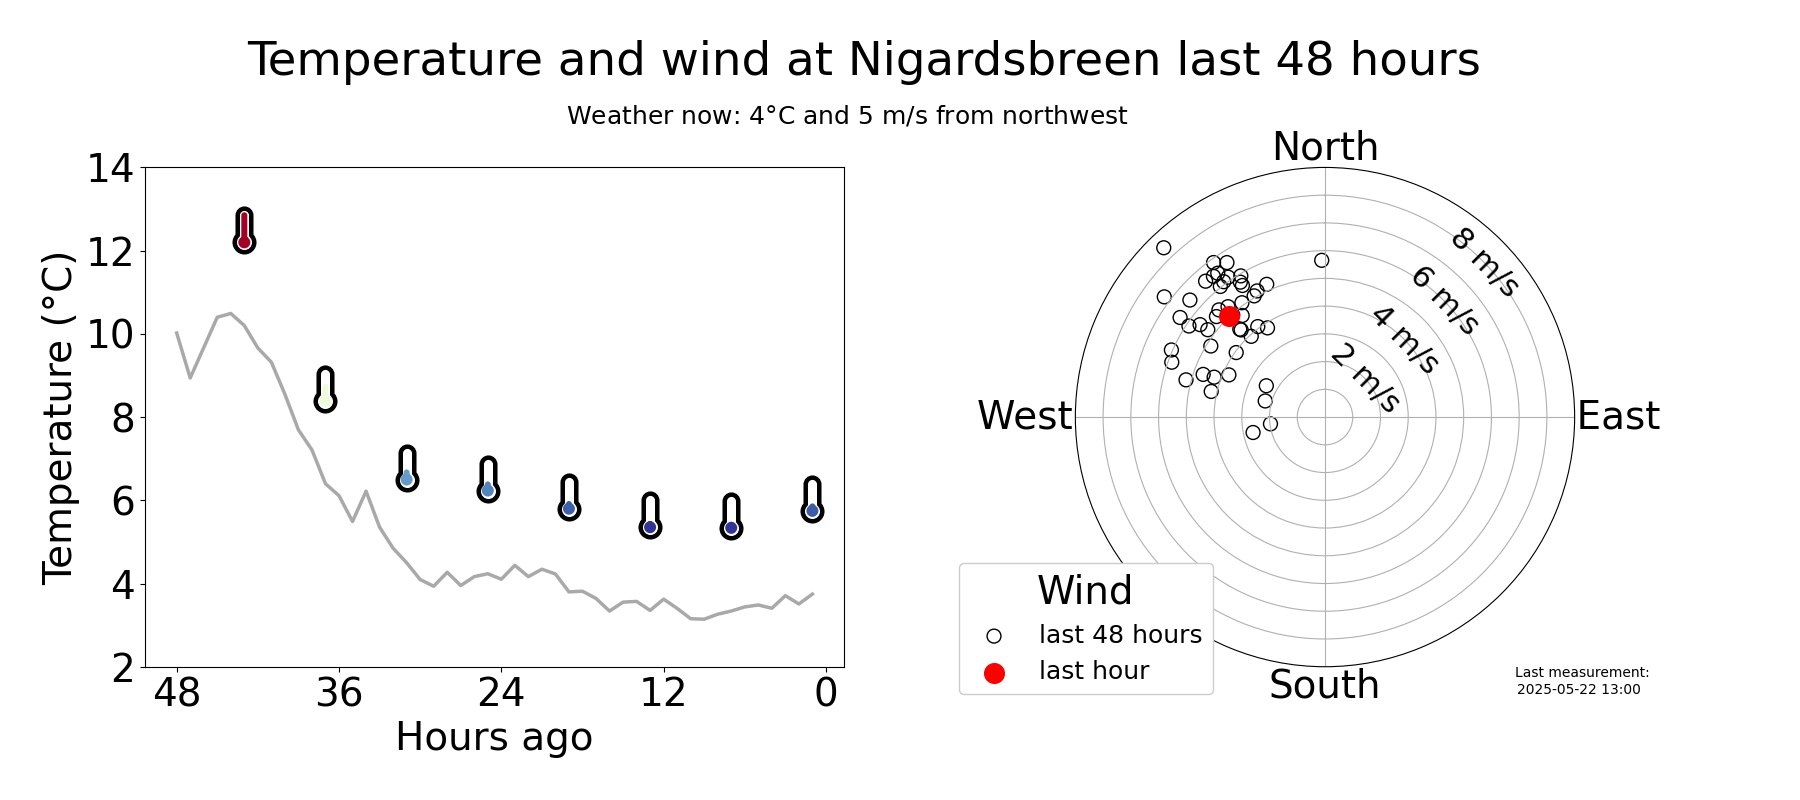 Temperature and wind at Nigardsbreen last 48 hours
Weather now: 4°C and 5 m/s from northwest
Temperature (°C)
14
12
10
8
6
4
2
48 36 24 12 0
Hours ago
North
West
East
South
8 m/s
6 m/s
4 m/s
2 m/s
Wind
last 48 hours
last hour
Last measurement:
2025-05-22 13:00